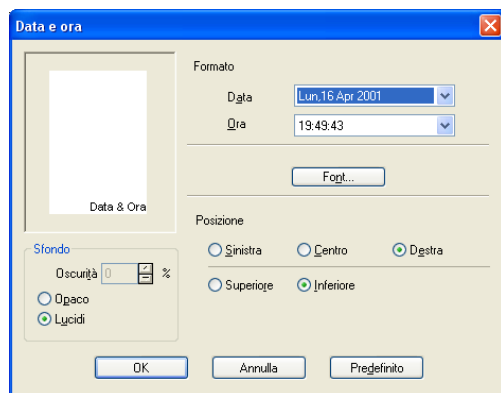 Data e ora
Formato
Data Lun,16 Apr 2001
Ora 19:49:43
Font...
Data & Ora
Posizione
Sinistra Centro Destra
Superiore Inferiore
Sfondo
Oscurità 0 %
Opaco
Lucidi
OK Annulla Predefinito